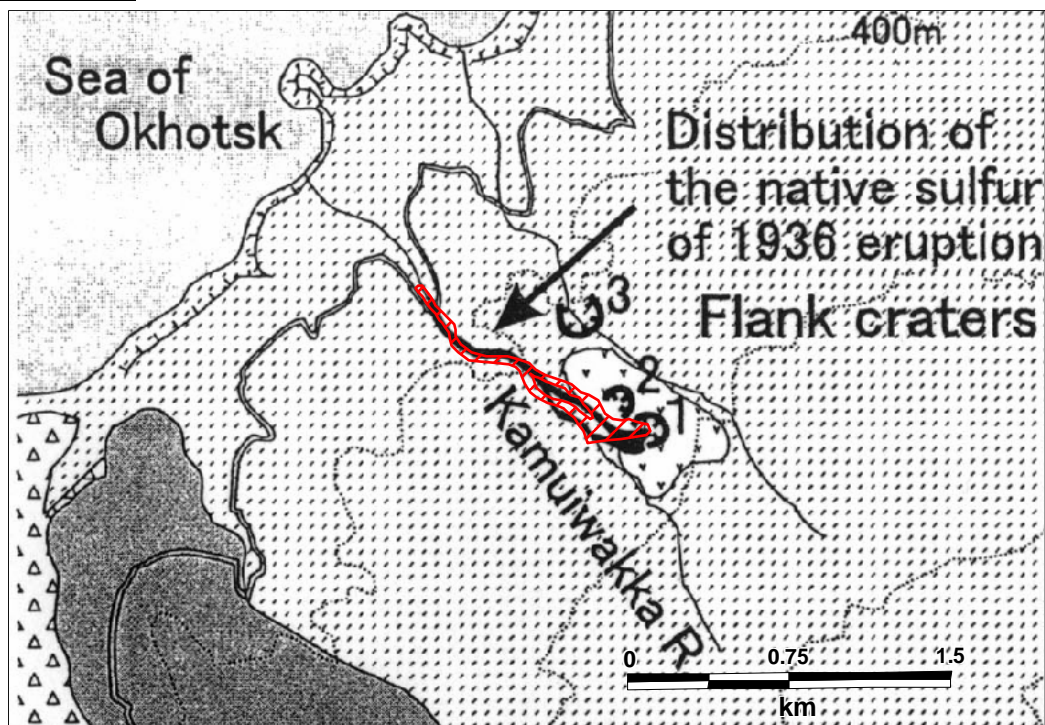 400m
Sea of
Okhotsk
Distribution of
the native sulfur
of 1936 eruption
3
Flank craters
2
1
Kamuiwakka R
0 0.75 1.5
km